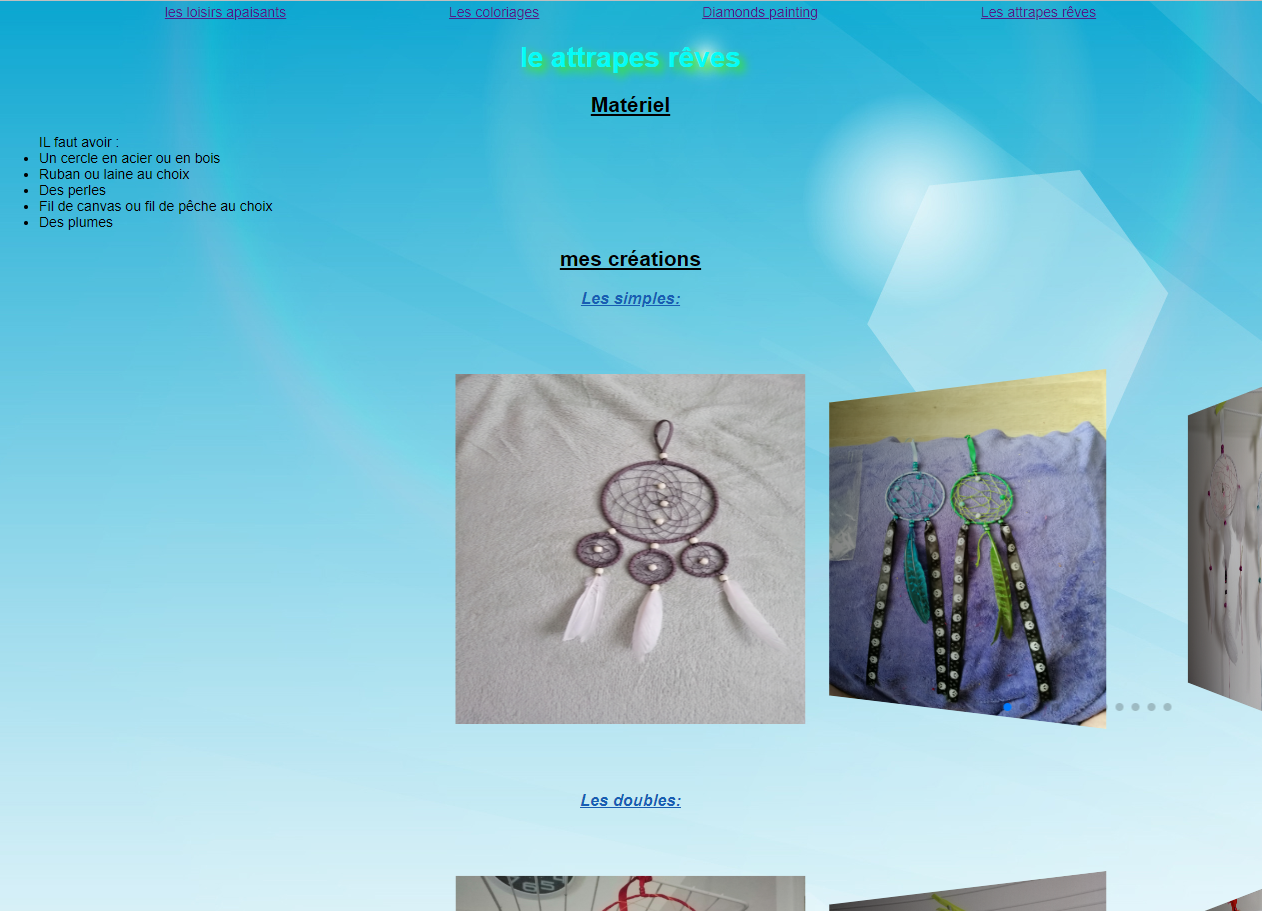 les loisirs apaisants
Les coloriages
Diamonds painting
Les attrapes rêves
le attrapes rêves
Matériel
IL faut avoir :
Un cercle en acier ou en bois
Ruban ou laine au choix
Des perles
Fil de canvas ou fil de pêche au choix
Des plumes
mes créations
Les simples:
Les doubles: